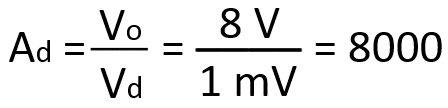 Ad = Vo/Vd = 8 V/1 mV = 8000